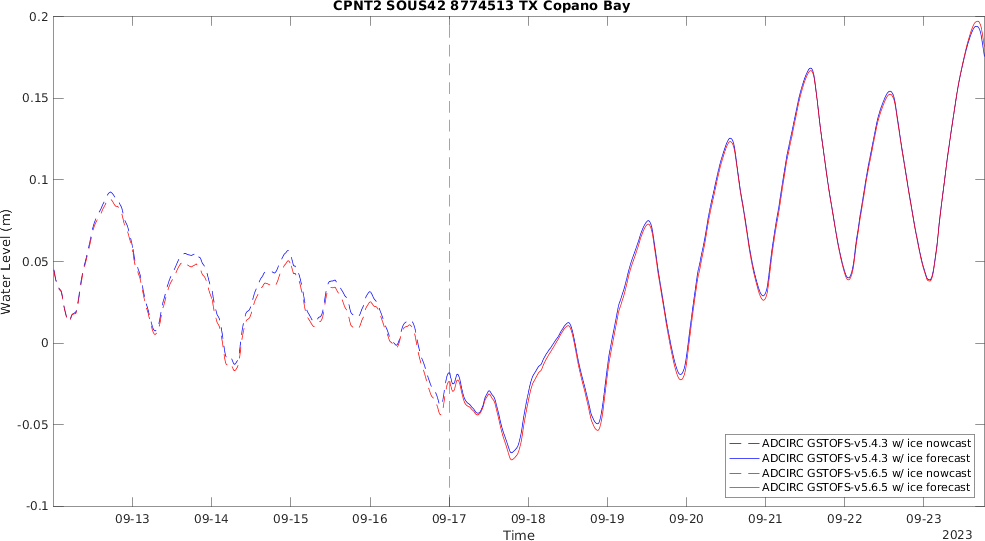 CPNT2 SOUS42 8774513 TX Copano Bay
0.2
0.15
0.1
0.05
0
-0.05
-0.1
Water Level (m)
ADCIRC GSTOFS-v5.4.3 w/ ice nowcast
ADCIRC GSTOFS-v5.4.3 w/ ice forecast
ADCIRC GSTOFS-v5.6.5 w/ ice nowcast
ADCIRC GSTOFS-v5.6.5 w/ ice forecast
09-13 09-14 09-15 09-16 09-17 09-18 09-19 09-20 09-21 09-22 09-23
Time
2023